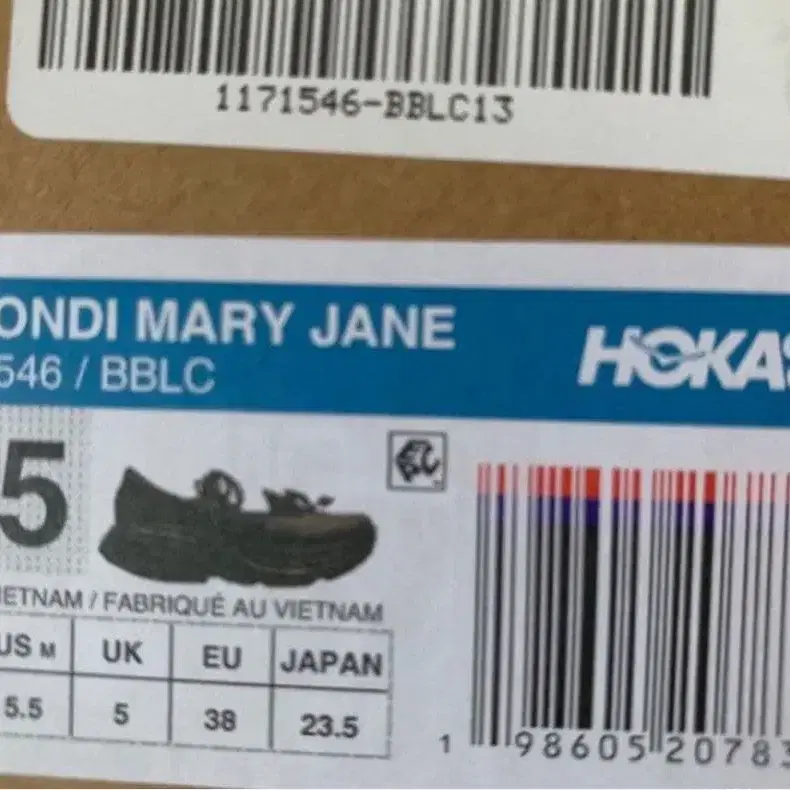 1171546-BBLC13
ONDI MARY JANE
HOKA
546 / BBLC
5
IETNAM / FABRIQUÉ AU VIETNAM
US M UK EU JAPAN
5.5 5 38 23.5
1 98605 20783